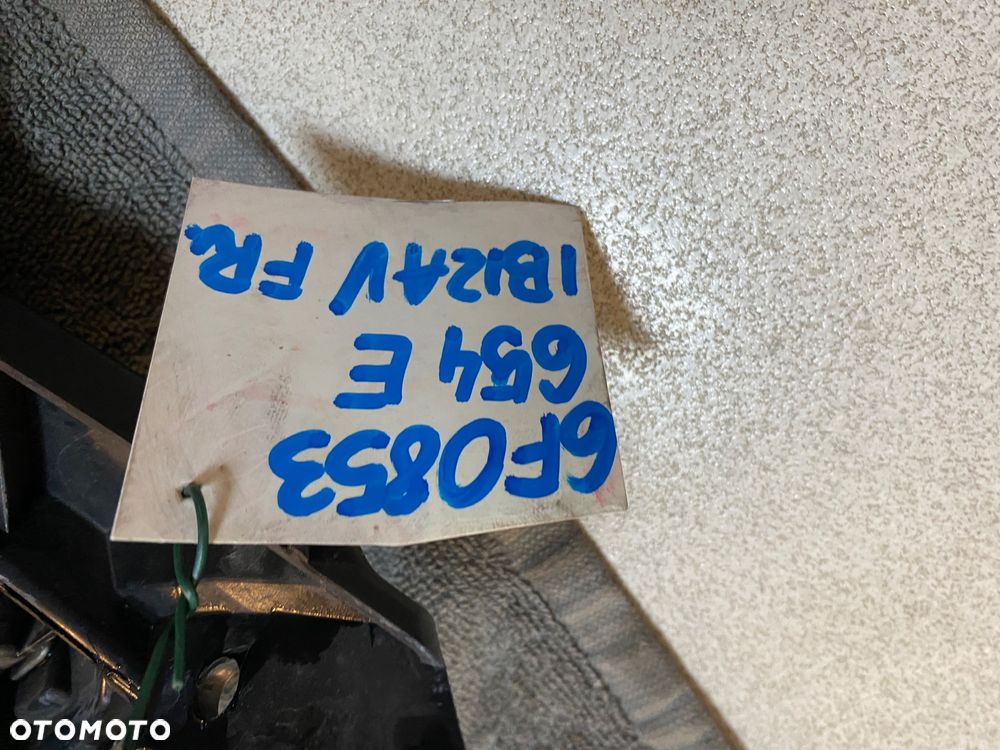 6F0853
654 E
IBIZA V FR.
OTOMOTO